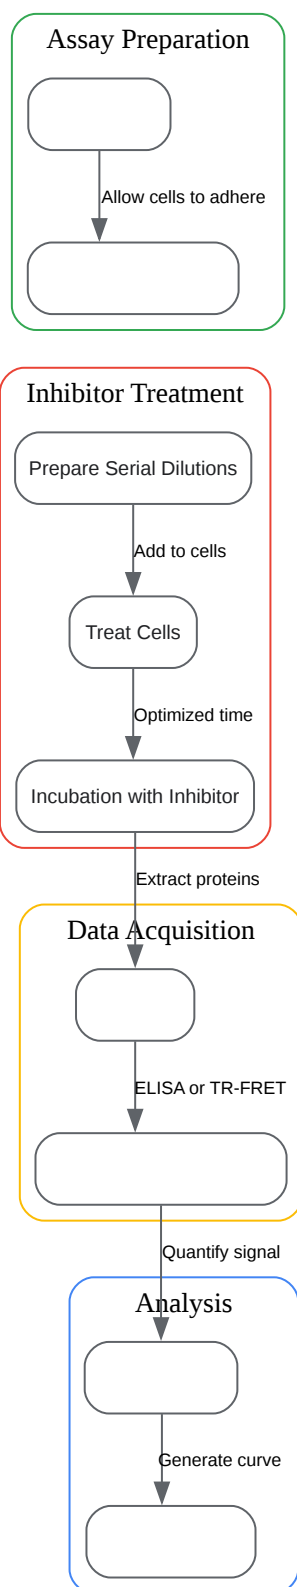 Assay Preparation
Allow cells to adhere
Inhibitor Treatment
Prepare Serial Dilutions
Add to cells
Treat Cells
Optimized time
Incubation with Inhibitor
Extract proteins
Data Acquisition
ELISA or TR-FRET
Quantify signal
Analysis
Generate curve